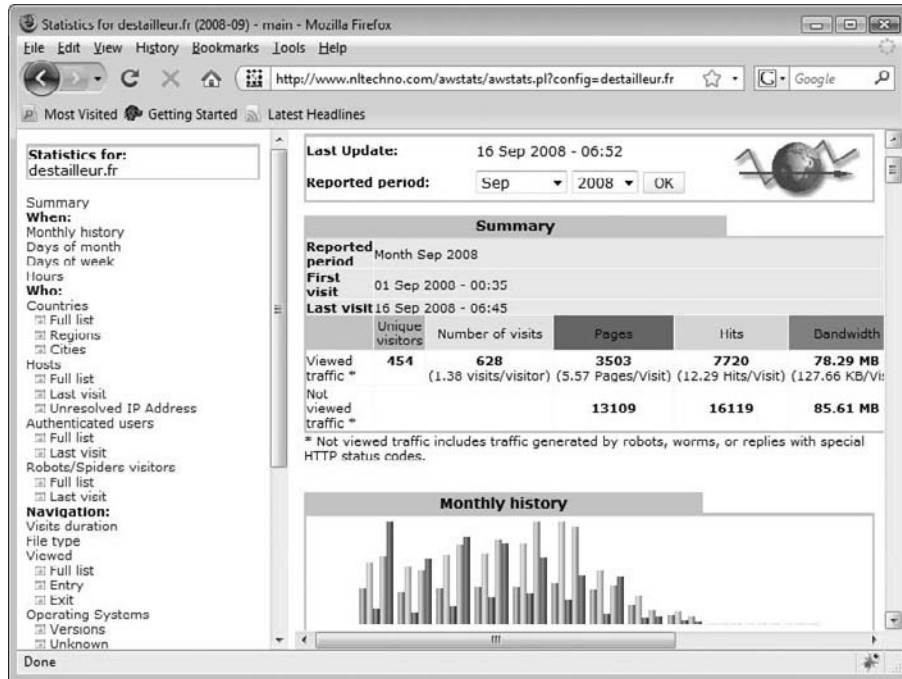 Statistics for destailleur.fr (2008-09) - main - Mozilla Firefox
File Edit View History Bookmarks Tools Help
http://www.nltechno.com/awstats/awstats.pl?config=destailleur.fr
G Google
Most Visited Getting Started Latest Headlines
Statistics for:
destailleur.fr
Summary
When:
Monthly history
Days of month
Days of week
Hours
Who:
Countries
Full list
Regions
Cities
Hosts
Full list
Last visit
Unresolved IP Address
Authenticated users
Full list
Last visit
Robots/Spiders visitors
Full list
Last visit
Navigation:
Visits duration
File type
Viewed
Full list
Entry
Exit
Operating Systems
Versions
Unknown
Last Update: 16 Sep 2008 - 06:52
Reported period: Sep 2008 OK
Summary
Reported period Month Sep 2008
First visit 01 Sep 2008 - 00:35
Last visit 16 Sep 2008 - 06:45
Unique visitors Number of visits Pages Hits Bandwidth
Viewed traffic * 454 628 3503 7720 78.29 MB
(1.38 visits/visitor) (5.57 Pages/Visit) (12.29 Hits/Visit) (127.66 KB/Vis
Not viewed traffic * 13109 16119 85.61 MB
* Not viewed traffic includes traffic generated by robots, worms, or replies with special
HTTP status codes.
Monthly history
Done